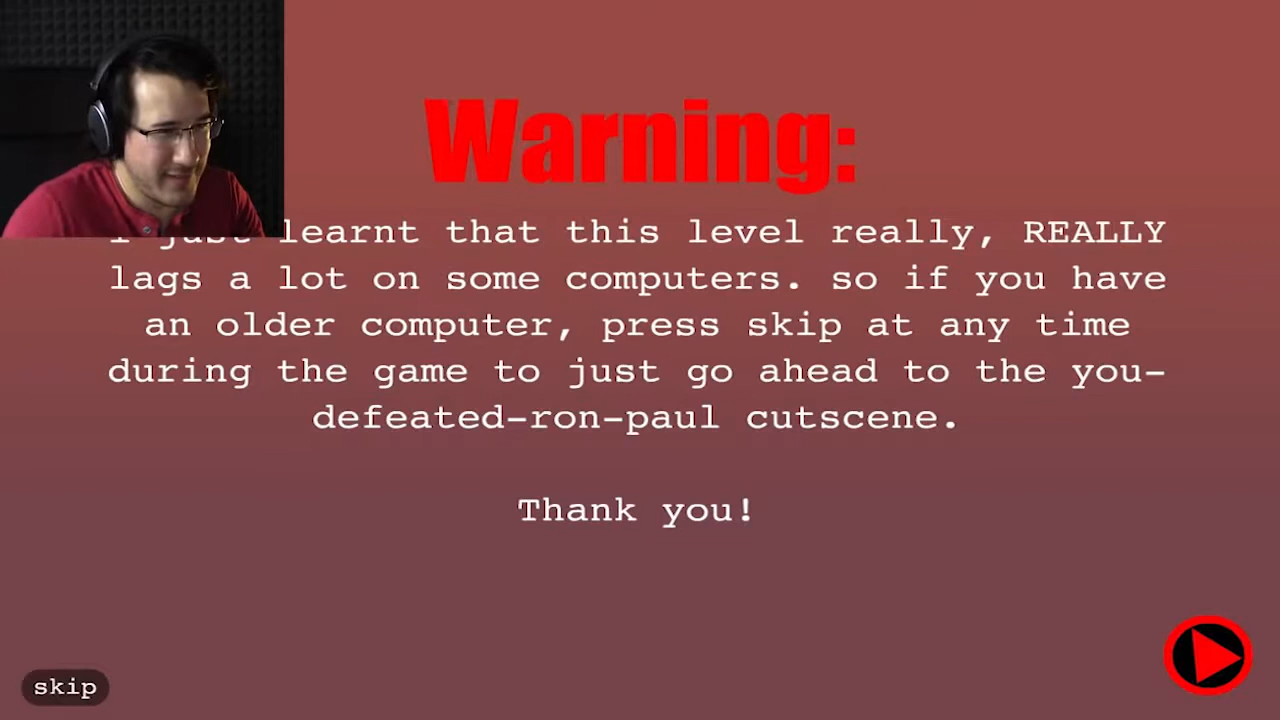 Warning:
I just learnt that this level really, REALLY
lags a lot on some computers. so if you have
an older computer, press skip at any time
during the game to just go ahead to the you-
defeated-ron-paul cutscene.
Thank you!
skip